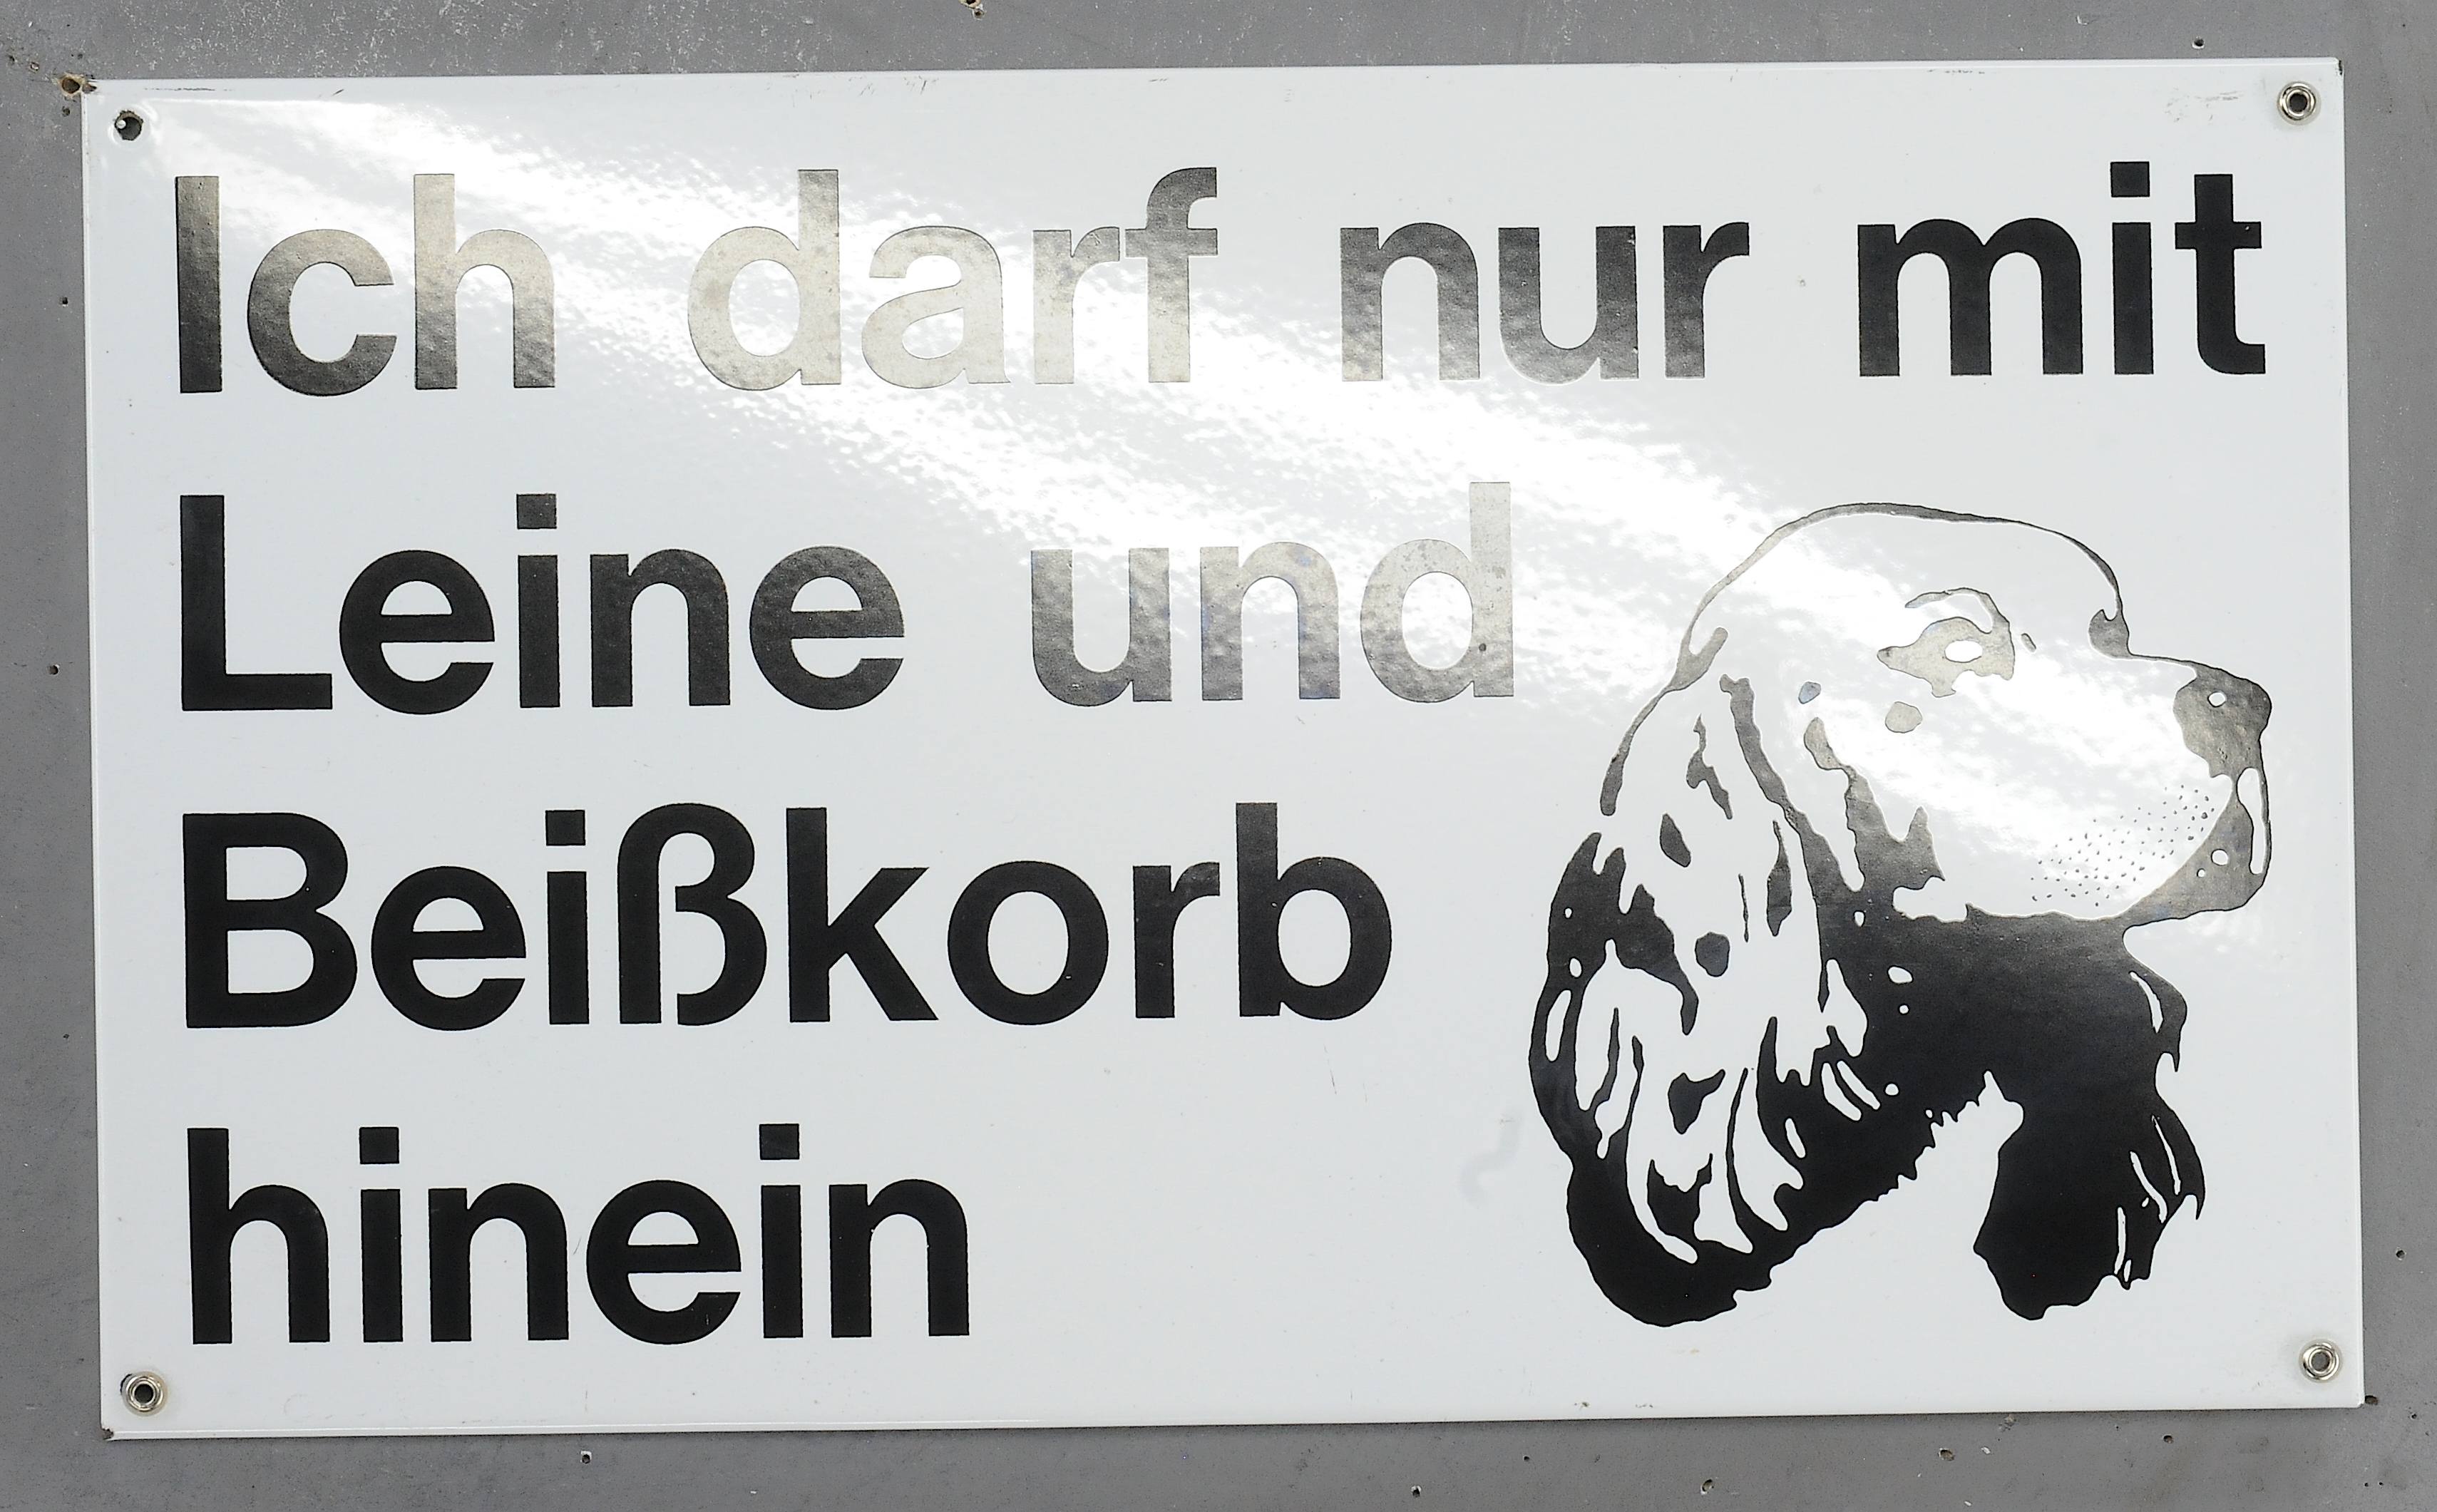 Ich darf nur mit
Leine und
Beißkorb
hinein